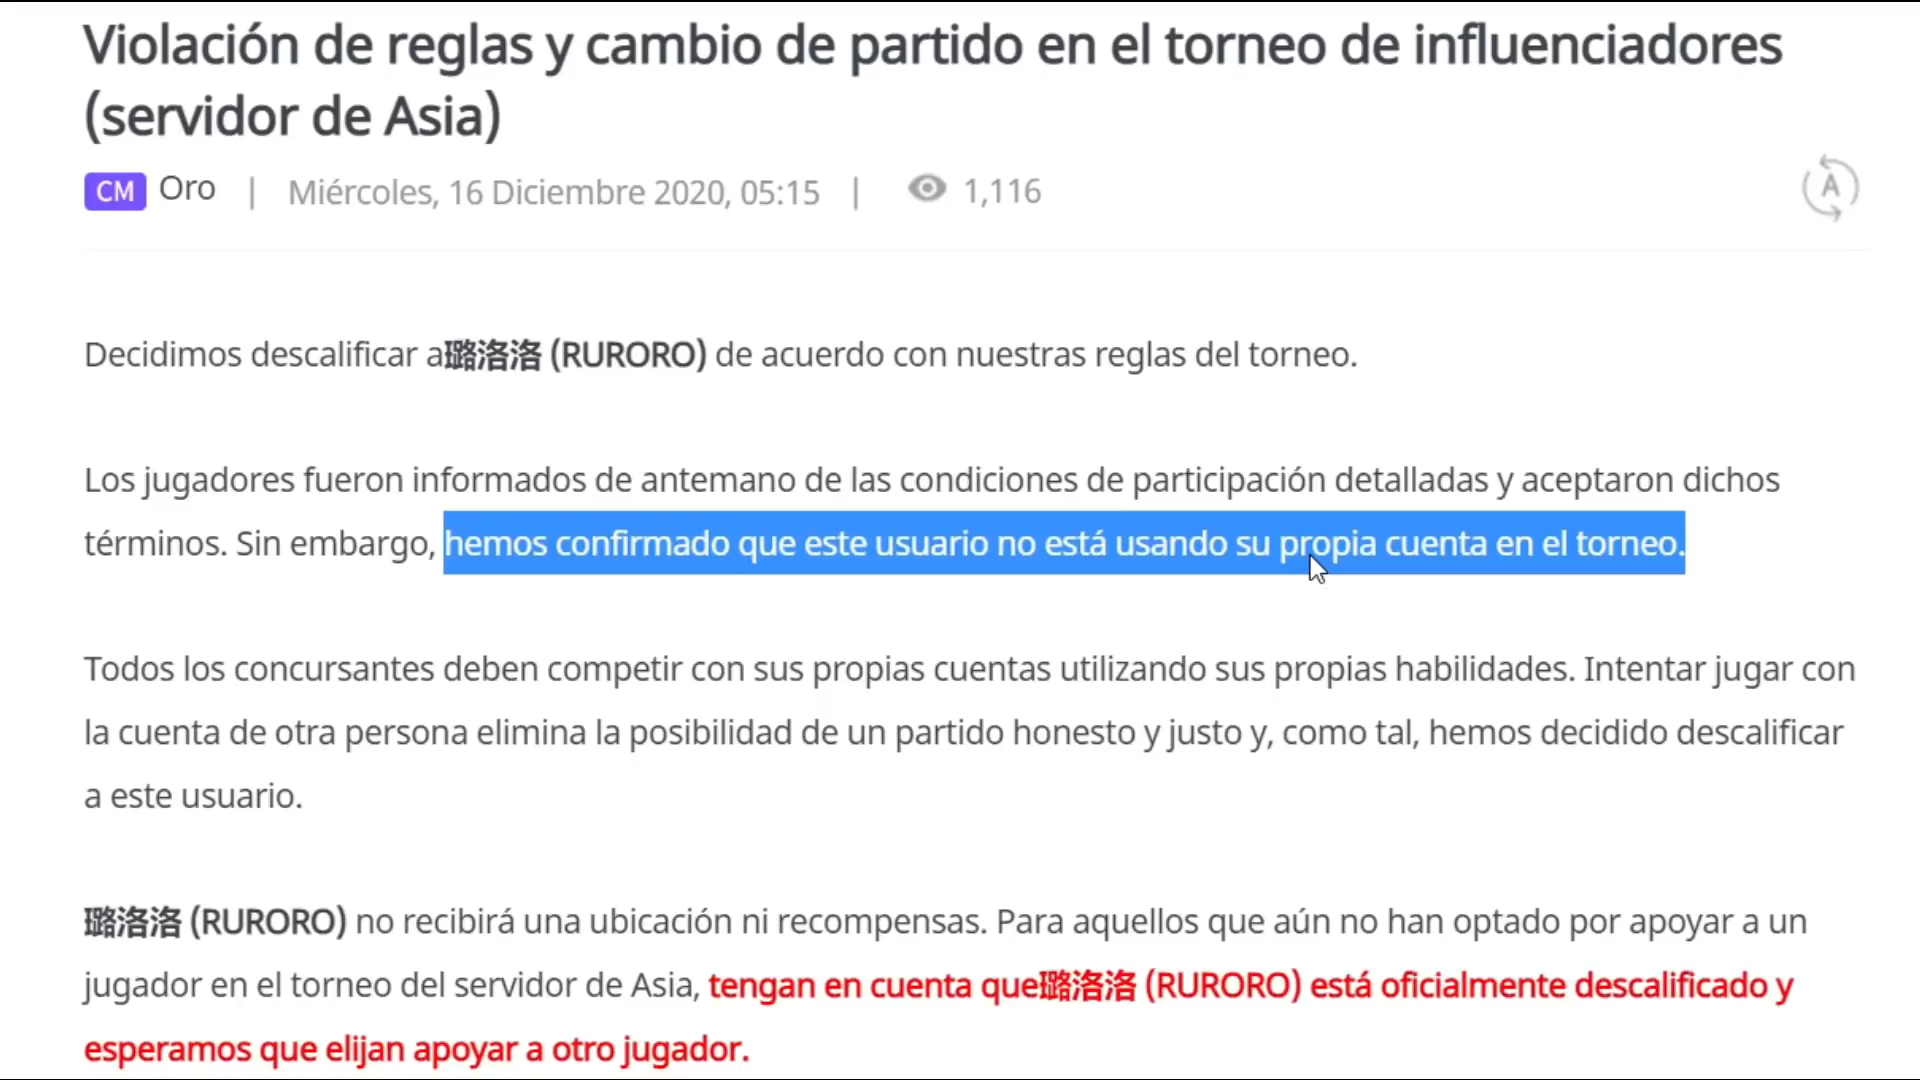 Violación de reglas y cambio de partido en el torneo de influenciadores
(servidor de Asia)
CM Oro | Miércoles, 16 Diciembre 2020, 05:15 | 1,116
A
Decidimos descalificar a璐洛洛 (RURORO) de acuerdo con nuestras reglas del torneo.
Los jugadores fueron informados de antemano de las condiciones de participación detalladas y aceptaron dichos
términos. Sin embargo, hemos confirmado que este usuario no está usando su propia cuenta en el torneo.
Todos los concursantes deben competir con sus propias cuentas utilizando sus propias habilidades. Intentar jugar con
la cuenta de otra persona elimina la posibilidad de un partido honesto y justo y, como tal, hemos decidido descalificar
a este usuario.
璐洛洛 (RURORO) no recibirá una ubicación ni recompensas. Para aquellos que aún no han optado por apoyar a un
jugador en el torneo del servidor de Asia, tengan en cuenta que璐洛洛 (RURORO) está oficialmente descalificado y
esperamos que elijan apoyar a otro jugador.